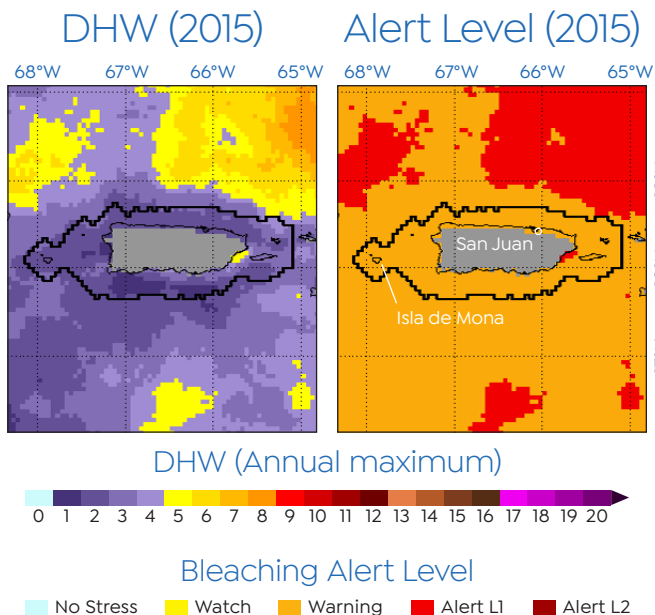 DHW (2015) Alert Level (2015)
68°W 67°W 66°W 65°W 68°W 67°W 66°W 65°W
San Juan
Isla de Mona
DHW (Annual maximum)
0 1 2 3 4 5 6 7 8 9 10 11 12 13 14 15 16 17 18 19 20
Bleaching Alert Level
No Stress Watch Warning Alert L1 Alert L2